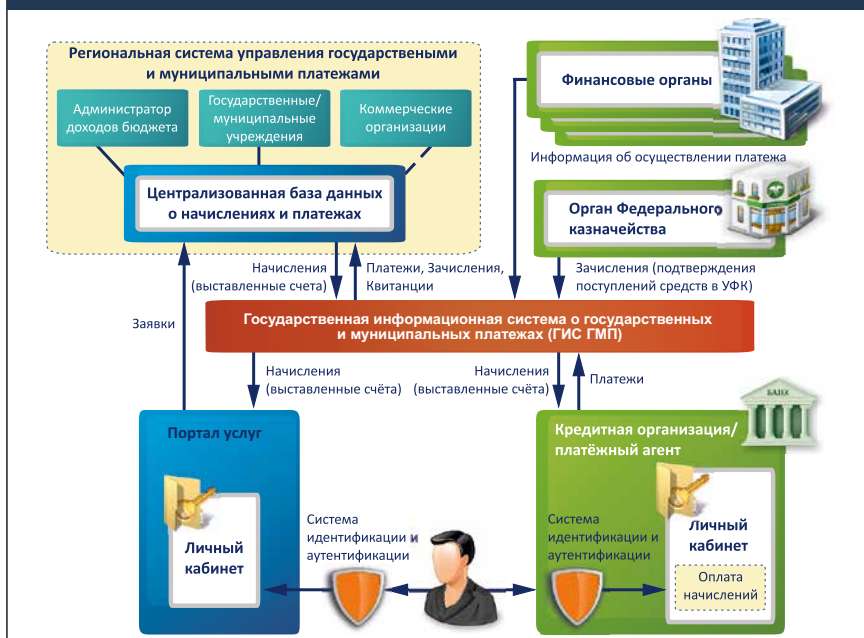 Региональная система управления государствеными
и муниципальными платежами
Администратор
доходов бюджета
Государственные/
муниципальные
учреждения
Коммерческие
организации
Централизованная база данных
о начислениях и платежах
Финансовые органы
Информация об осуществлении платежа
Орган Федерального
казначейства
Начисления
(выставленные счета)
Платежи, Зачисления,
Квитанции
Зачисления (подтверждения
поступлений средств в УФК)
Заявки
Государственная информационная система о государственных
и муниципальных платежах (ГИС ГМП)
Начисления
(выставленные счёта)
Начисления
(выставленные счёта)
Платежи
Портал услуг
Личный
кабинет
Система
идентификации и
аутентификации
Кредитная организация/
платёжный агент
БАНК
Система
идентификации и
аутентификации
Личный
кабинет
Оплата
начислений